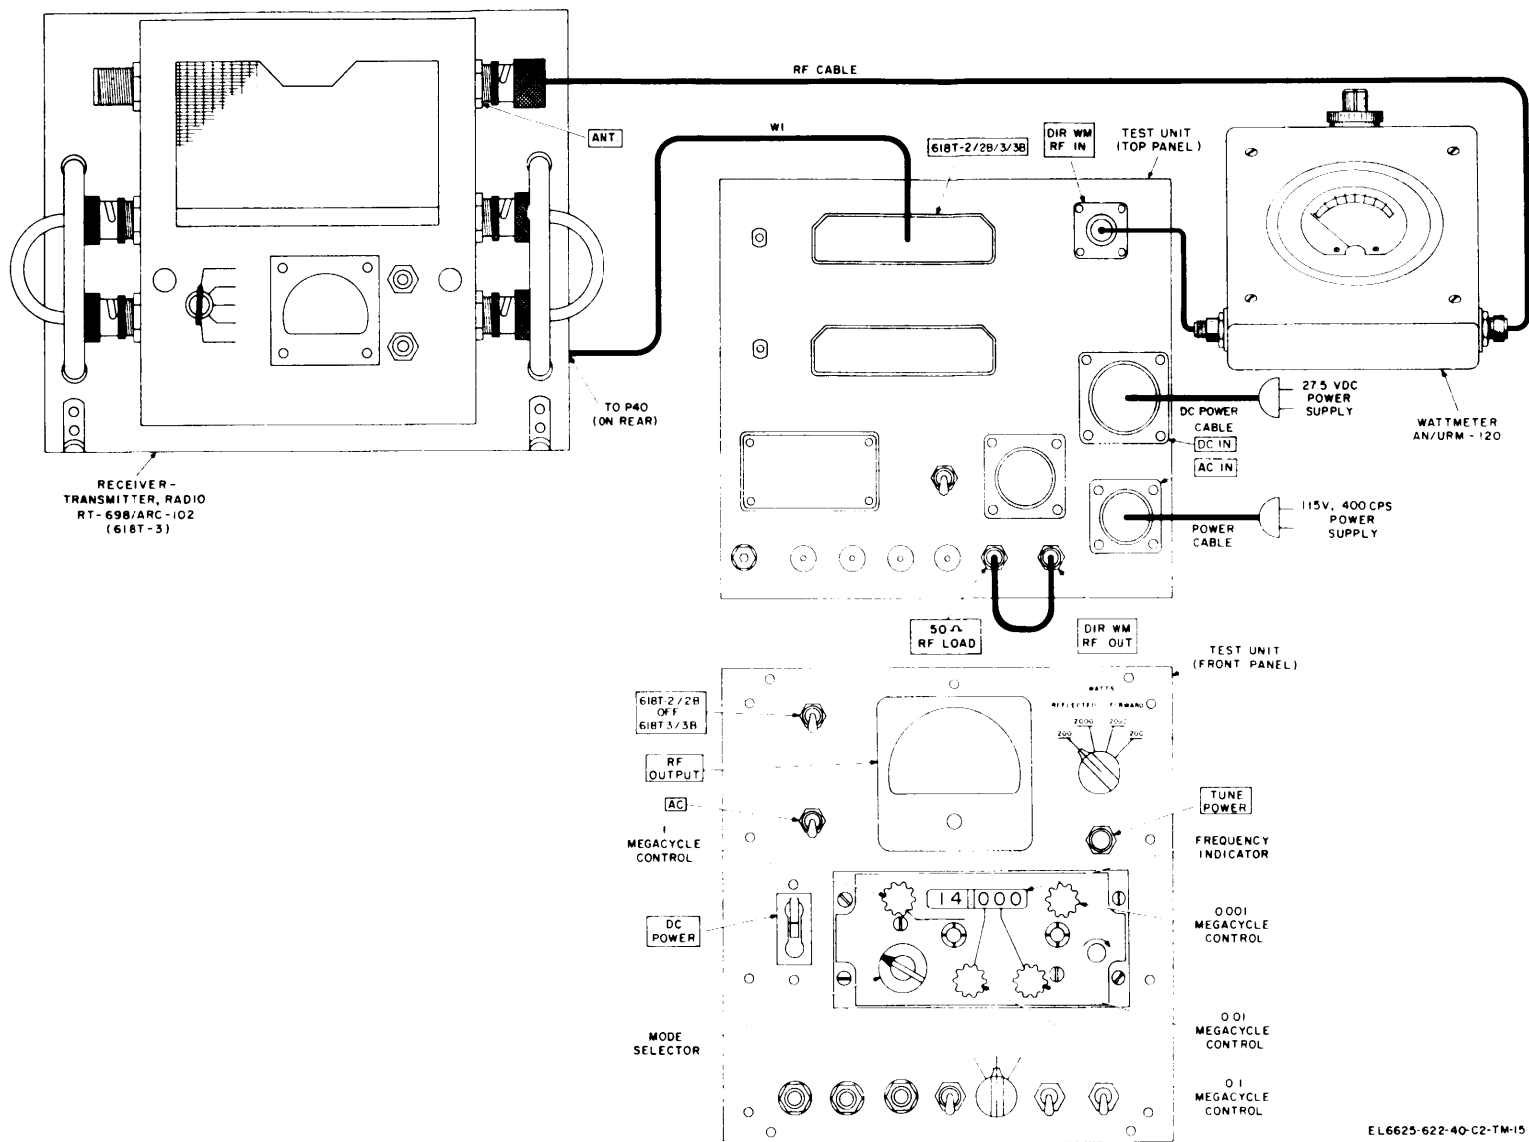 RF CABLE
ANT
W1
618T-2/2B/3/3B
DIR WM
RF IN
TEST UNIT
(TOP PANEL)
TO P40
(ON REAR)
27.5 VDC
POWER
SUPPLY
DC POWER
CABLE
DC IN
AC IN
WATTMETER
AN/URM-120
RECEIVER-
TRANSMITTER, RADIO
RT-698/ARC-102
(618T-3)
115V, 400 CPS
POWER
SUPPLY
POWER
CABLE
50Ω
RF LOAD
DIR WM
RF OUT
TEST UNIT
(FRONT PANEL)
618T-2/2B
OFF
618T3/3B
WATTS
REFLECTED FORWARD
200 2000 2000 200
RF
OUTPUT
AC
TUNE
POWER
1
MEGACYCLE
CONTROL
FREQUENCY
INDICATOR
14 000
DC
POWER
0.001
MEGACYCLE
CONTROL
MODE
SELECTOR
0.01
MEGACYCLE
CONTROL
0.1
MEGACYCLE
CONTROL
EL6625-622-40-C2-TM-15